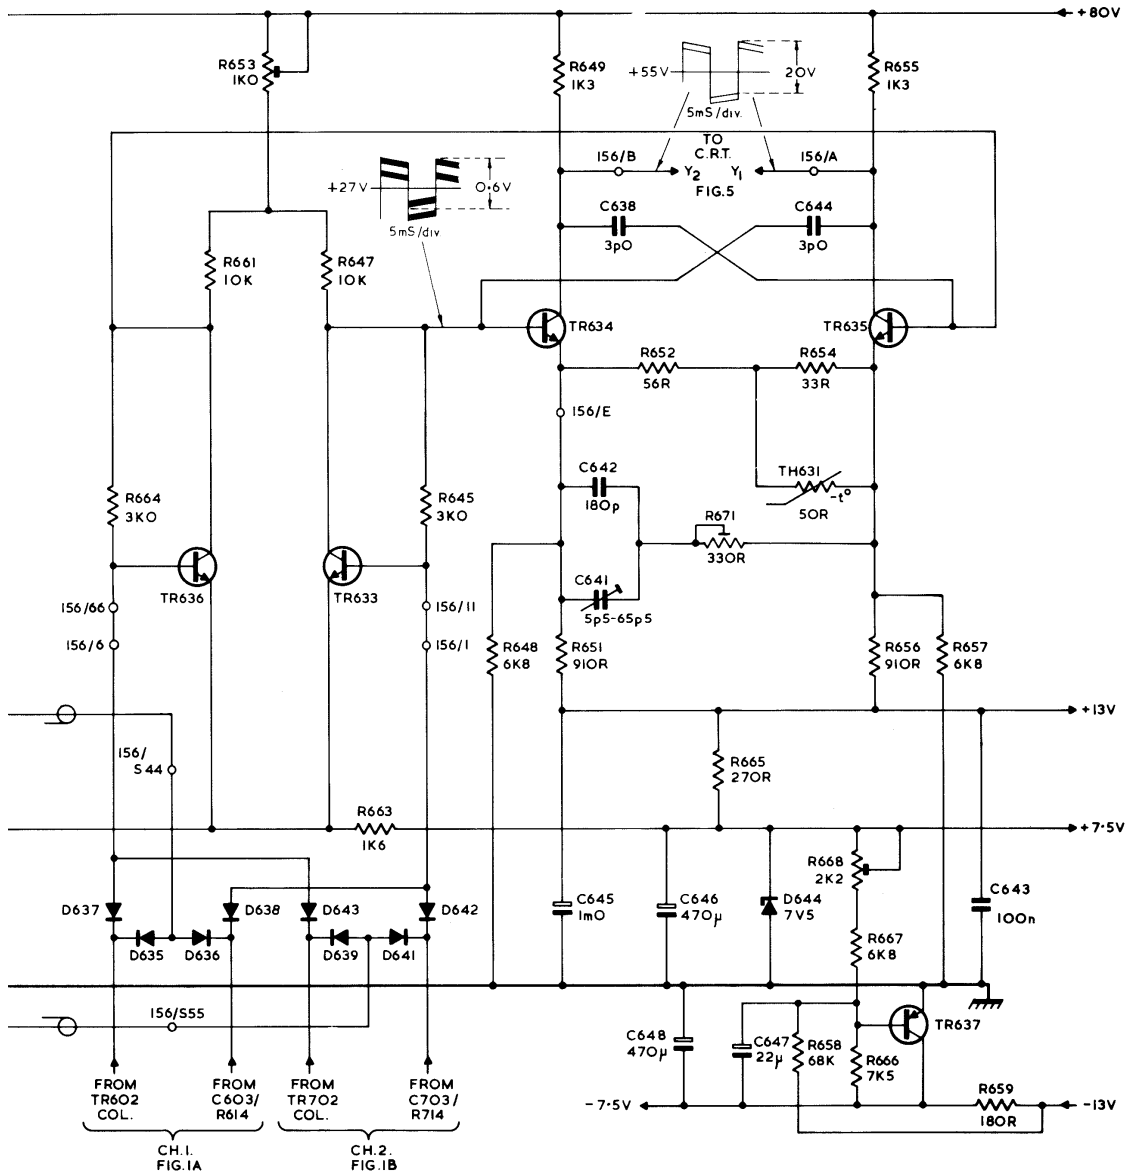 +80V
R653
1K0
R649
1K3
+55V
20V
5mS/div.
R655
1K3
TO
C.R.T.
156/B
Y2
Y1
156/A
FIG.5
+27V
0·6V
5mS/div.
C638
3p0
C644
3p0
R661
10K
R647
10K
TR634
TR635
R652
56R
R654
33R
156/E
C642
180p
TH631
-t°
50R
R664
3K0
R645
3K0
R671
330R
TR636
TR633
C641
5p5-65p5
156/66
156/6
156/11
156/1
R648
6K8
R651
910R
R656
910R
R657
6K8
+13V
156/
S44
R665
270R
R663
1K6
+7·5V
R668
2K2
D637
D638
D643
D642
C645
1m0
C646
470μ
D644
7V5
C643
100n
D635
D636
D639
D641
R667
6K8
156/S55
TR637
C648
470μ
C647
22μ
R658
68K
R666
7K5
R659
180R
-7·5V
-13V
FROM
TR602
COL.
FROM
C603/
R614
FROM
TR702
COL.
FROM
C703/
R714
CH.1.
FIG.1A
CH.2.
FIG.1B